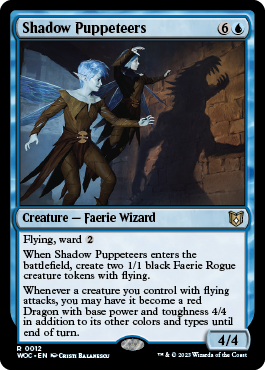 Shadow Puppeteers 6
Creature — Faerie Wizard
Flying, ward 2
When Shadow Puppeteers enters the
battlefield, create two 1/1 black Faerie Rogue
creature tokens with flying.
Whenever a creature you control with flying
attacks, you may have it become a red
Dragon with base power and toughness 4/4
in addition to its other colors and types until
end of turn.
4/4
R 0012
WOC • EN Cristi Balanescu
™ & © 2023 Wizards of the Coast